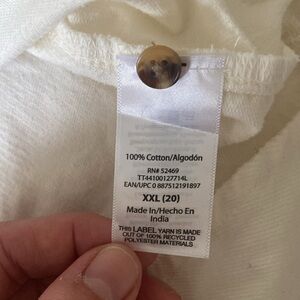 100% Cotton/Algodón
RN# 52469
TT44100127714L
EAN/UPC 0 887512191897
XXL (20)
Made In/Hecho En
India
THIS LABEL YARN IS MADE
OUT OF 100% RECYCLED
POLYESTER MATERIALS